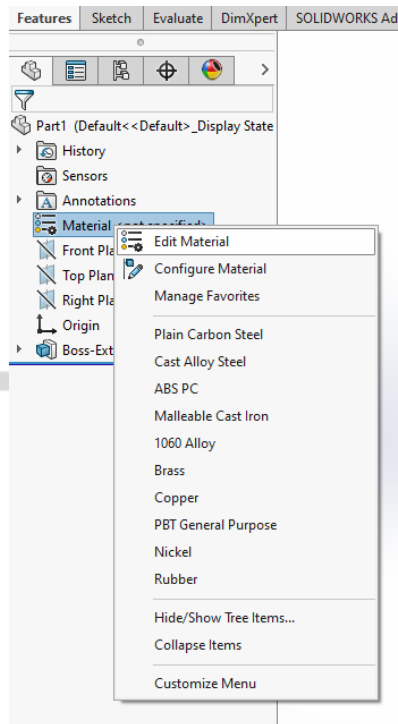 Features Sketch Evaluate DimXpert SOLIDWORKS Ad
Part1 (Default<<Default>_Display State
History
Sensors
A Annotations
Material <not specified>
Front Pla
Top Plan
Right Pla
Origin
Boss-Ext
Edit Material
Configure Material
Manage Favorites
Plain Carbon Steel
Cast Alloy Steel
ABS PC
Malleable Cast Iron
1060 Alloy
Brass
Copper
PBT General Purpose
Nickel
Rubber
Hide/Show Tree Items...
Collapse Items
Customize Menu